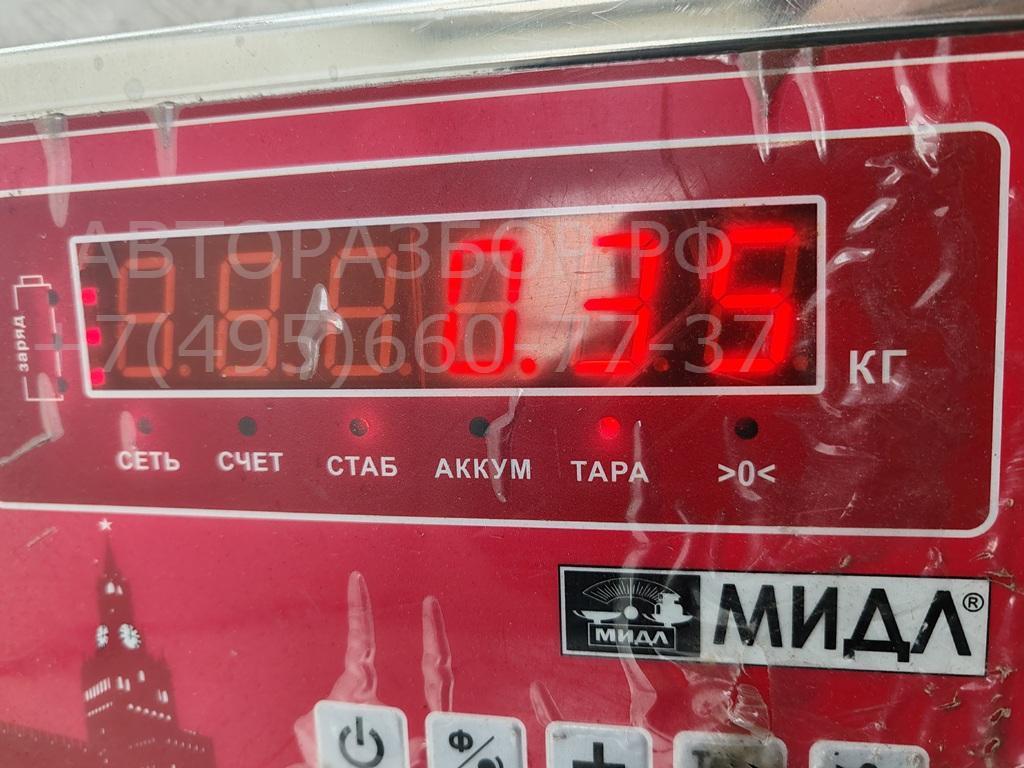 АВТОРАЗБОР.РФ
+7(495)660-77-37
заряд
0.35
КГ
СЕТЬ СЧЕТ СТАБ АККУМ ТАРА >0<
МИДЛ МИДЛ®